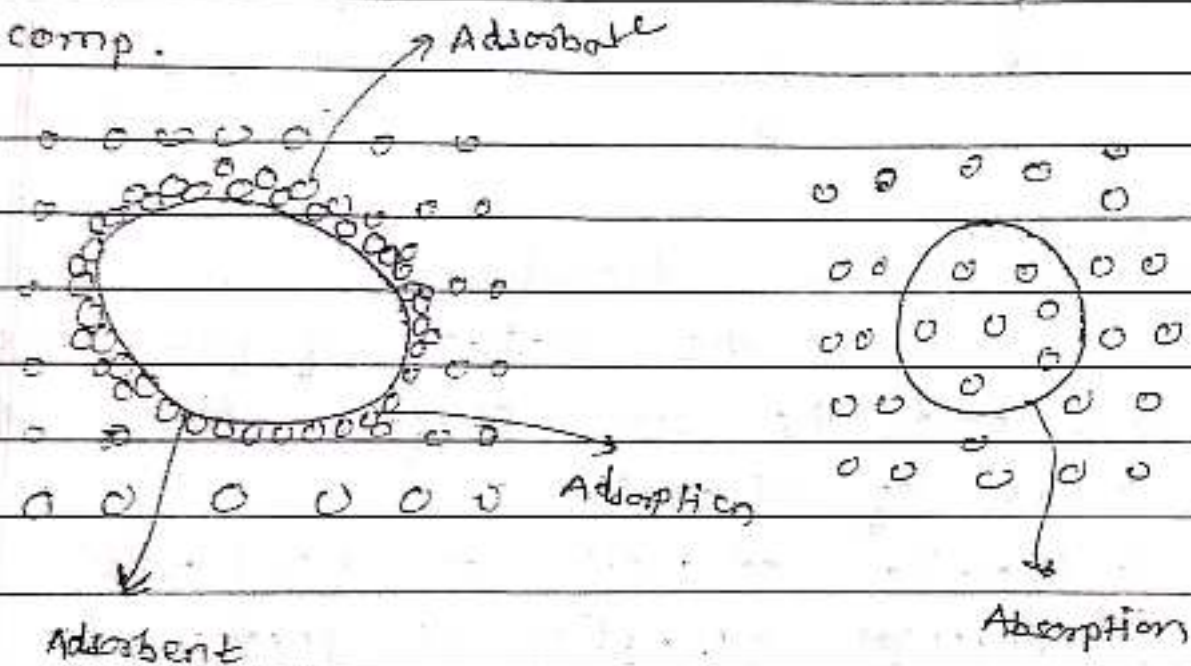 comp.
Adsorbate
Adsorption
Adsorbent
Absorption